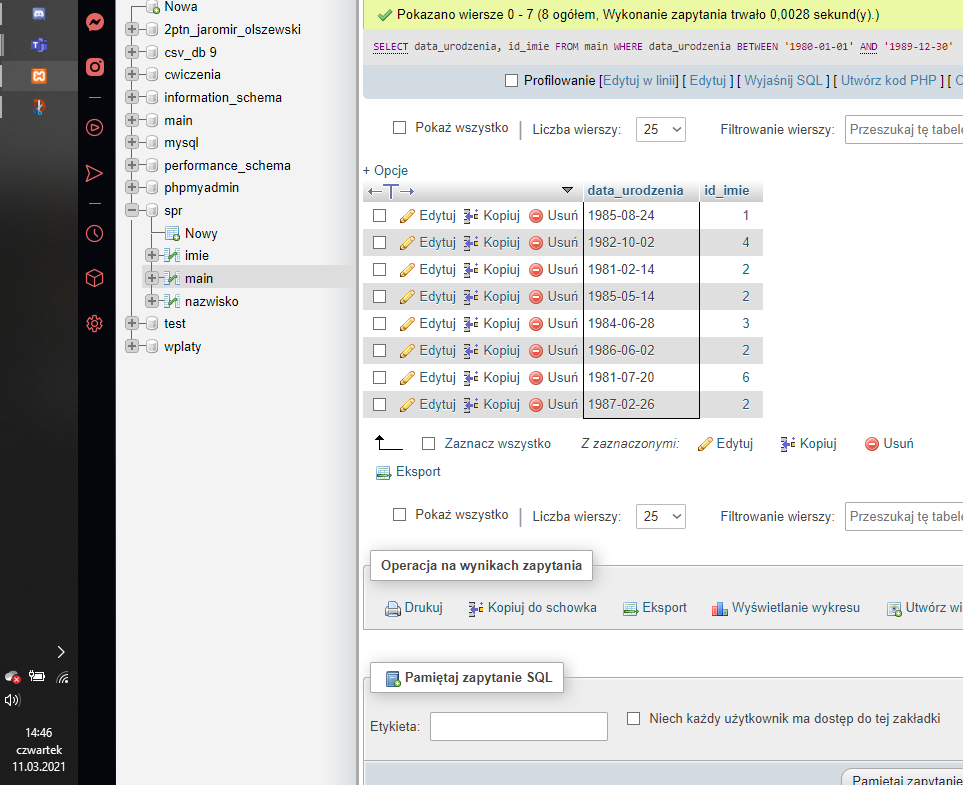 Nowa
2ptn_jaromir_olszewski
csv_db 9
cwiczenia
information_schema
main
mysql
performance_schema
phpmyadmin
spr
Nowy
imie
main
nazwisko
test
wplaty
14:46
czwartek
11.03.2021
Pokazano wiersze 0 - 7 (8 ogółem, Wykonanie zapytania trwało 0,0028 sekund(y).)
SELECT data_urodzenia, id_imie FROM main WHERE data_urodzenia BETWEEN '1980-01-01' AND '1989-12-30'
Profilowanie [Edytuj w linii] [ Edytuj ] [ Wyjaśnij SQL ] [ Utwórz kod PHP ] [
Pokaż wszystko | Liczba wierszy: 25 Filtrowanie wierszy: Przeszukaj tę tabelę
+ Opcje
←T→ data_urodzenia id_imie
Edytuj Kopiuj Usuń 1985-08-24 1
Edytuj Kopiuj Usuń 1982-10-02 4
Edytuj Kopiuj Usuń 1981-02-14 2
Edytuj Kopiuj Usuń 1985-05-14 2
Edytuj Kopiuj Usuń 1984-06-28 3
Edytuj Kopiuj Usuń 1986-06-02 2
Edytuj Kopiuj Usuń 1981-07-20 6
Edytuj Kopiuj Usuń 1987-02-26 2
Zaznacz wszystko Z zaznaczonymi: Edytuj Kopiuj Usuń
Eksport
Pokaż wszystko | Liczba wierszy: 25 Filtrowanie wierszy: Przeszukaj tę tabelę
Operacja na wynikach zapytania
Drukuj Kopiuj do schowka Eksport Wyświetlanie wykresu Utwórz wi
Pamiętaj zapytanie SQL
Etykieta: Niech każdy użytkownik ma dostęp do tej zakładki
Pamiętaj zapytanie